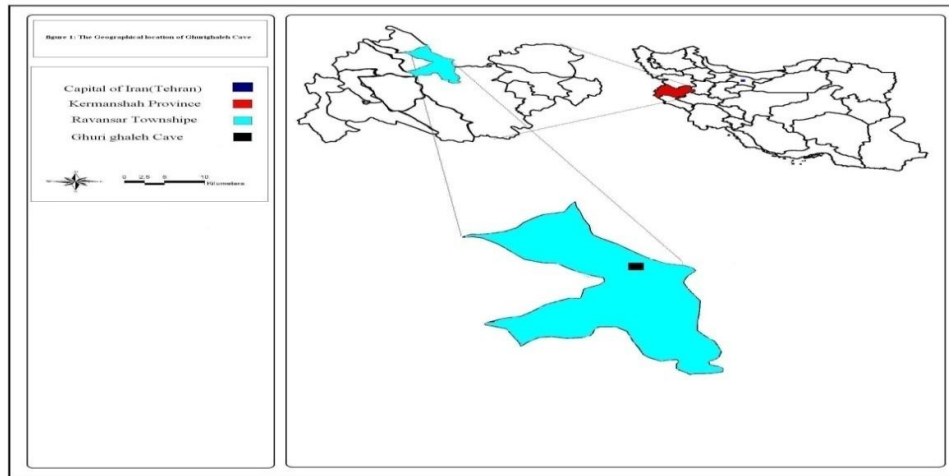 figure 1: The Geographical location of Ghurighaleh Cave
Capital of Iran(Tehran)
Kermanshah Province
Ravansar Townshipe
Ghuri ghaleh Cave
0 2.5 5 10
Kilometers